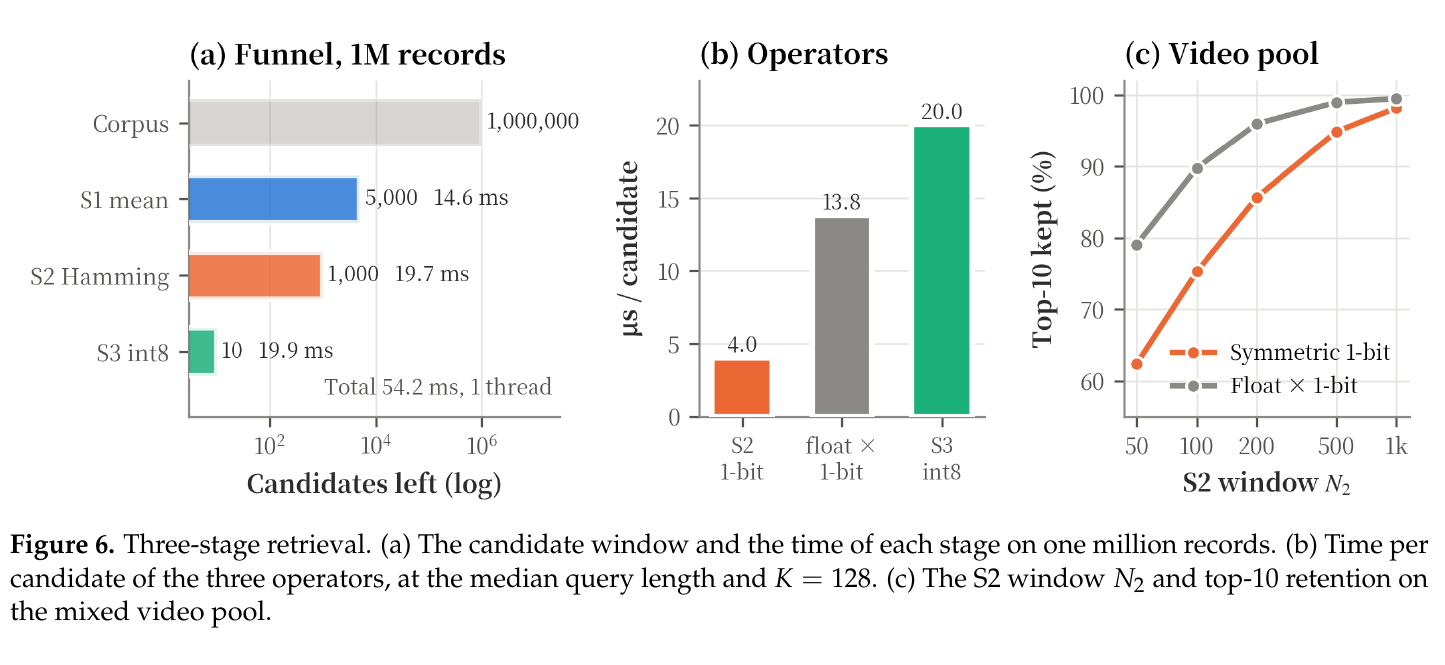 (a) Funnel, 1M records
Corpus
1,000,000
S1 mean
5,000 14.6 ms
S2 Hamming
1,000 19.7 ms
S3 int8
10 19.9 ms
Total 54.2 ms, 1 thread
10² 10⁴ 10⁶
Candidates left (log)
(b) Operators
μs / candidate
20
15
10
5
0
4.0
13.8
20.0
S2 float × S3
1-bit 1-bit int8
(c) Video pool
Top-10 kept (%)
100
90
80
70
60
Symmetric 1-bit
Float × 1-bit
50 100 200 500 1k
S2 window N₂
Figure 6. Three-stage retrieval. (a) The candidate window and the time of each stage on one million records. (b) Time per
candidate of the three operators, at the median query length and K = 128. (c) The S2 window N₂ and top-10 retention on
the mixed video pool.